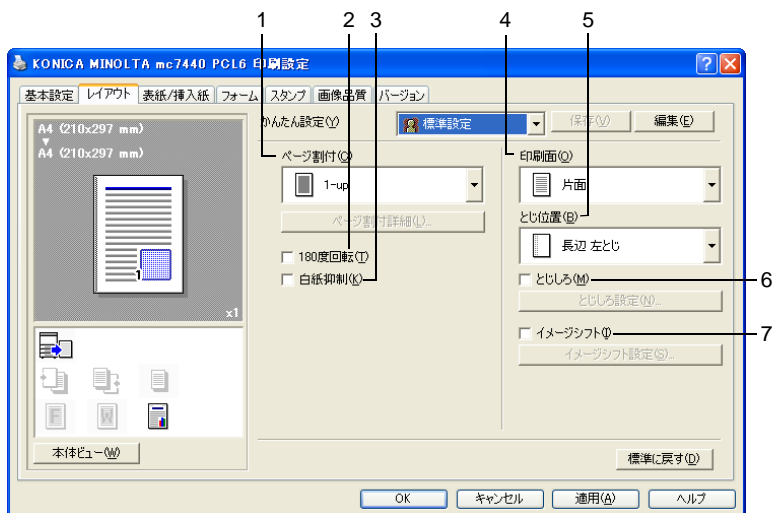 1 2 3 4 5
KONICA MINOLTA mc7440 PCL6 印刷設定
基本設定 レイアウト 表紙/挿入紙 フォーム スタンプ 画像品質 バージョン
かんたん設定(Y) 標準設定 保存(V) 編集(E)
A4 (210x297 mm)
A4 (210x297 mm)
1
x1
ページ割付(C)
1-up
ページ割付詳細(L)...
180度回転(T)
白紙抑制(K)
印刷面(O)
片面
とじ位置(B)
長辺 左とじ
とじしろ(M) 6
とじしろ設定(N)...
イメージシフト(I) 7
イメージシフト設定(S)...
F W
本体ビュー(W)
標準に戻す(D)
OK キャンセル 適用(A) ヘルプ